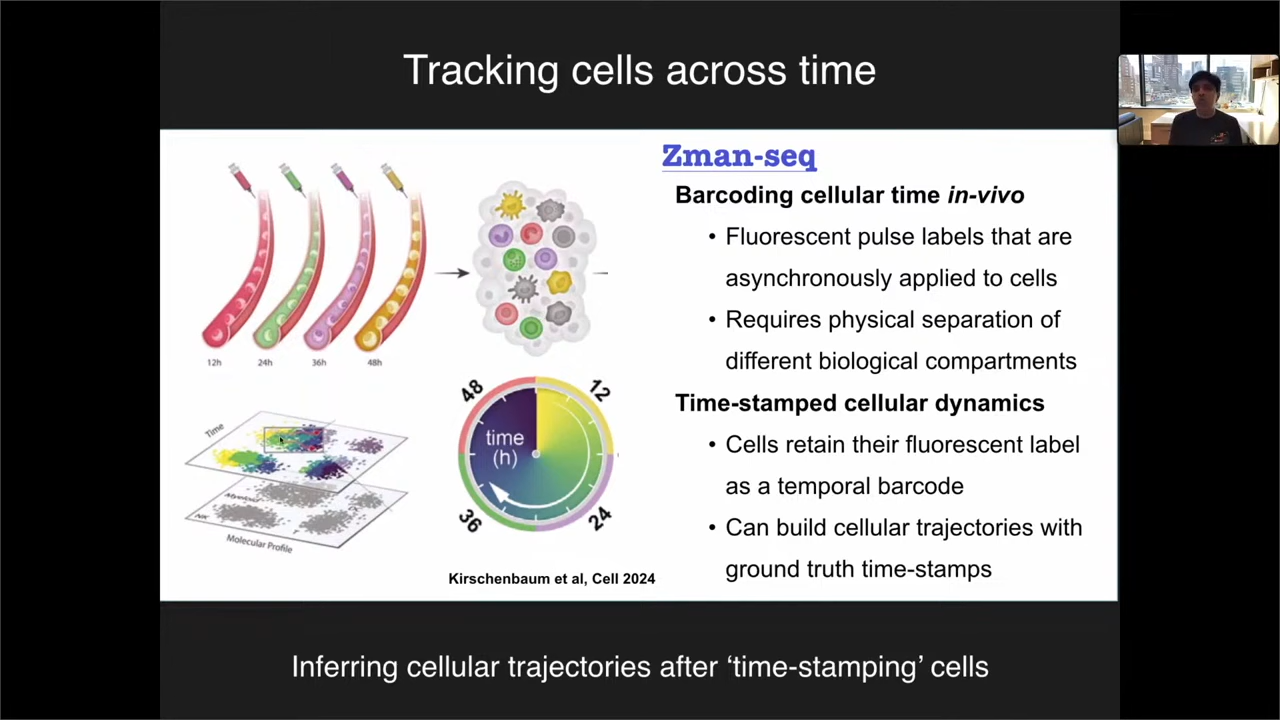 Tracking cells across time
Zman-seq
Barcoding cellular time in-vivo
• Fluorescent pulse labels that are
asynchronously applied to cells
• Requires physical separation of
different biological compartments
Time-stamped cellular dynamics
• Cells retain their fluorescent label
as a temporal barcode
• Can build cellular trajectories with
ground truth time-stamps
12h
24h
36h
48h
48
12
time
(h)
36
24
Time
Myeloid
NK
Molecular Profile
Kirschenbaum et al, Cell 2024
Inferring cellular trajectories after ‘time-stamping’ cells